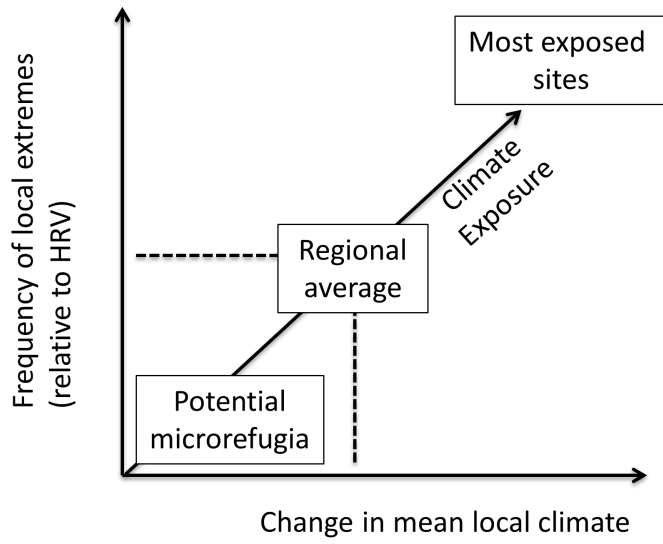 Most exposed
sites
Climate
Exposure
Frequency of local extremes
(relative to HRV)
Regional
average
Potential
microrefugia
Change in mean local climate